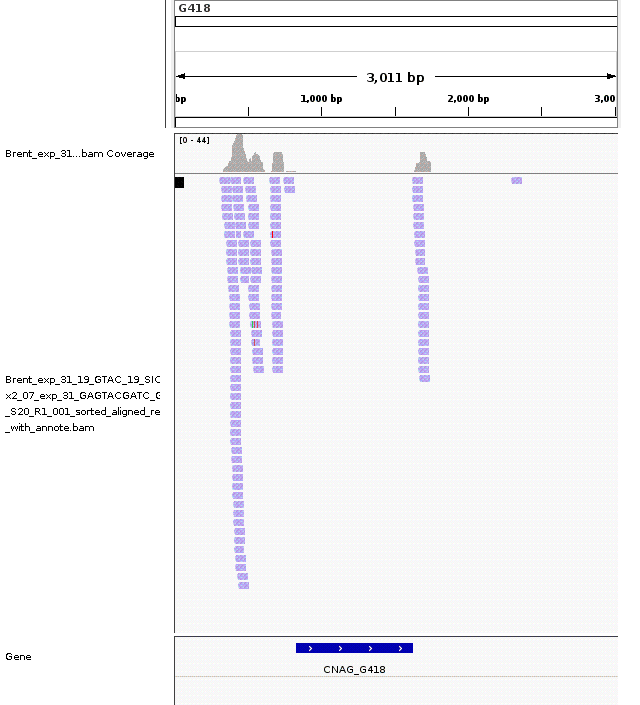 G418
3,011 bp
bp
1,000 bp
2,000 bp
3,00
[0 - 44]
Brent_exp_31...bam Coverage
Brent_exp_31_19_GTAC_19_SIC
x2_07_exp_31_GAGTACGATC_G
_S20_R1_001_sorted_aligned_re
_with_annote.bam
Gene
CNAG_G418